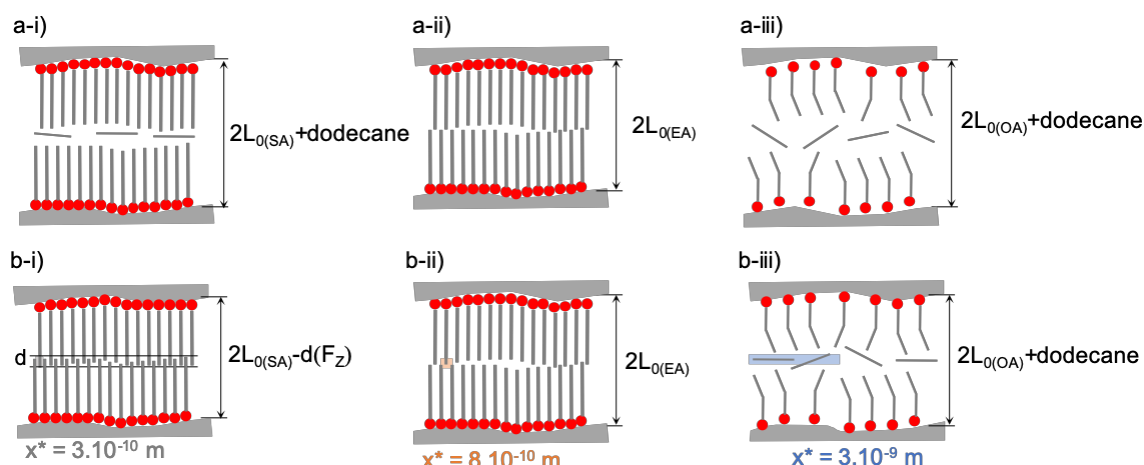 a-i)
a-ii)
a-iii)
2L0(SA)+dodecane
2L0(EA)
2L0(OA)+dodecane
b-i)
b-ii)
b-iii)
d
2L0(SA)-d(FZ)
2L0(EA)
2L0(OA)+dodecane
x* = 3.10-10 m
x* = 8.10-10 m
x* = 3.10-9 m